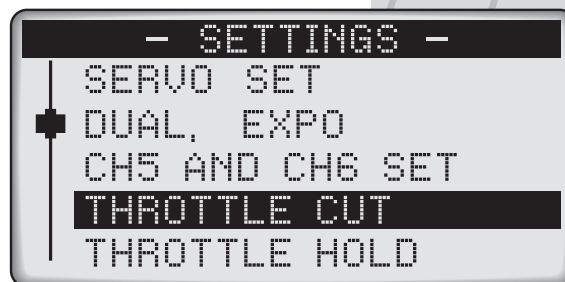 — SETTINGS —
SERVO SET
DUAL, EXPO
CH5 AND CH6 SET
THROTTLE CUT
THROTTLE HOLD